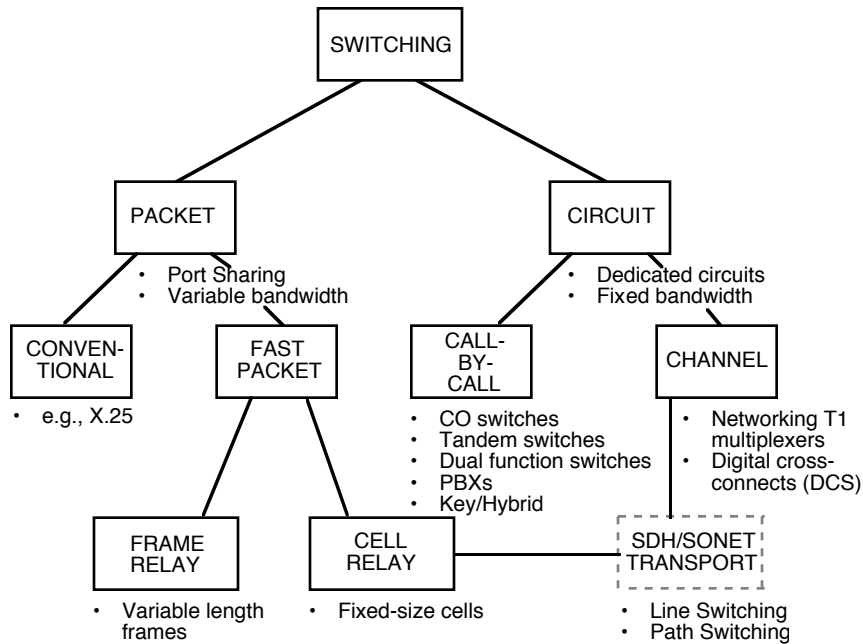 SWITCHING
PACKET
CIRCUIT
• Port Sharing
• Variable bandwidth
• Dedicated circuits
• Fixed bandwidth
CONVEN-
TIONAL
FAST
PACKET
CALL-
BY-
CALL
CHANNEL
• e.g., X.25
• CO switches
• Tandem switches
• Dual function switches
• PBXs
• Key/Hybrid
• Networking T1
multiplexers
• Digital cross-
connects (DCS)
FRAME
RELAY
CELL
RELAY
SDH/SONET
TRANSPORT
• Variable length
frames
• Fixed-size cells
• Line Switching
• Path Switching